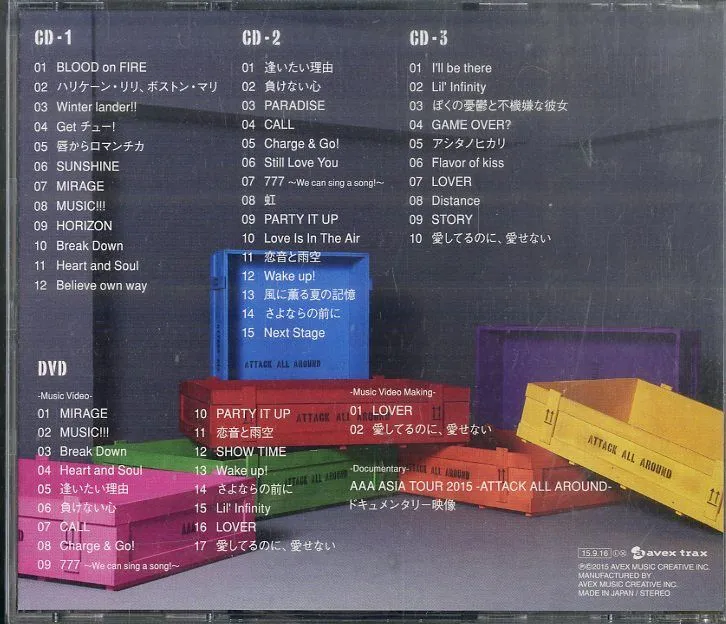 CD-1
01 BLOOD on FIRE
02 ハリケーン・リリ、ボストン・マリ
03 Winter lander!!
04 Get チュー!
05 唇からロマンチカ
06 SUNSHINE
07 MIRAGE
08 MUSIC!!!
09 HORIZON
10 Break Down
11 Heart and Soul
12 Believe own way
CD-2
01 逢いたい理由
02 負けない心
03 PARADISE
04 CALL
05 Charge & Go!
06 Still Love You
07 777 ～We can sing a song!～
08 虹
09 PARTY IT UP
10 Love Is In The Air
11 恋音と雨空
12 Wake up!
13 風に薫る夏の記憶
14 さよならの前に
15 Next Stage
CD-3
01 I'll be there
02 Lil' Infinity
03 ぼくの憂鬱と不機嫌な彼女
04 GAME OVER?
05 アシタノヒカリ
06 Flavor of kiss
07 LOVER
08 Distance
09 STORY
10 愛してるのに、愛せない
ATTACK ALL AROUND
ATTACK ALL AROUND
ATTACK ALL AROUND
DVD
-Music Video-
01 MIRAGE
02 MUSIC!!!
03 Break Down
04 Heart and Soul
05 逢いたい理由
06 負けない心
07 CALL
08 Charge & Go!
09 777 ～We can sing a song!～
10 PARTY IT UP
11 恋音と雨空
12 SHOW TIME
13 Wake up!
14 さよならの前に
15 Lil' Infinity
16 LOVER
17 愛してるのに、愛せない
-Music Video Making-
01 LOVER
02 愛してるのに、愛せない
-Documentary-
AAA ASIA TOUR 2015 -ATTACK ALL AROUND-
ドキュメンタリー映像
15.9.16 avex trax
℗©2015 AVEX MUSIC CREATIVE INC.
MANUFACTURED BY
AVEX MUSIC CREATIVE INC.
MADE IN JAPAN / STEREO